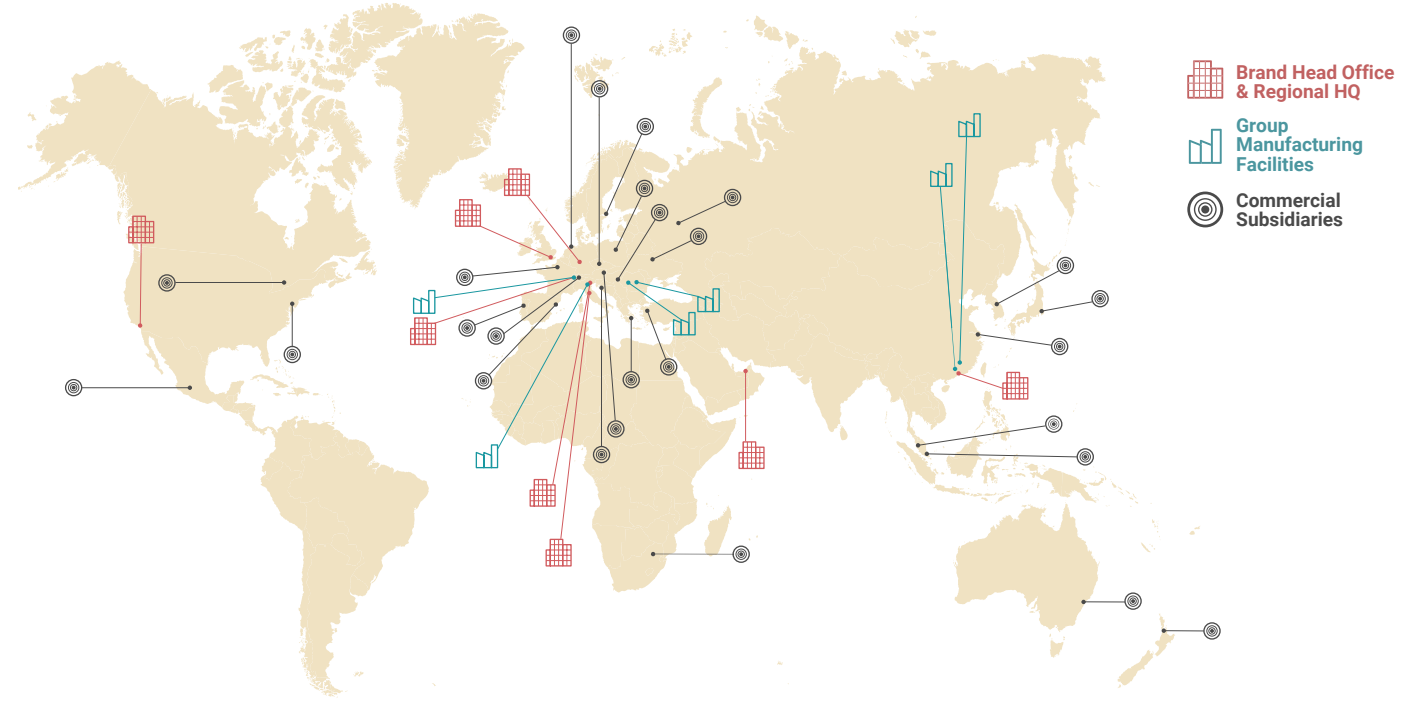 Brand Head Office
& Regional HQ
Group
Manufacturing
Facilities
Commercial
Subsidiaries